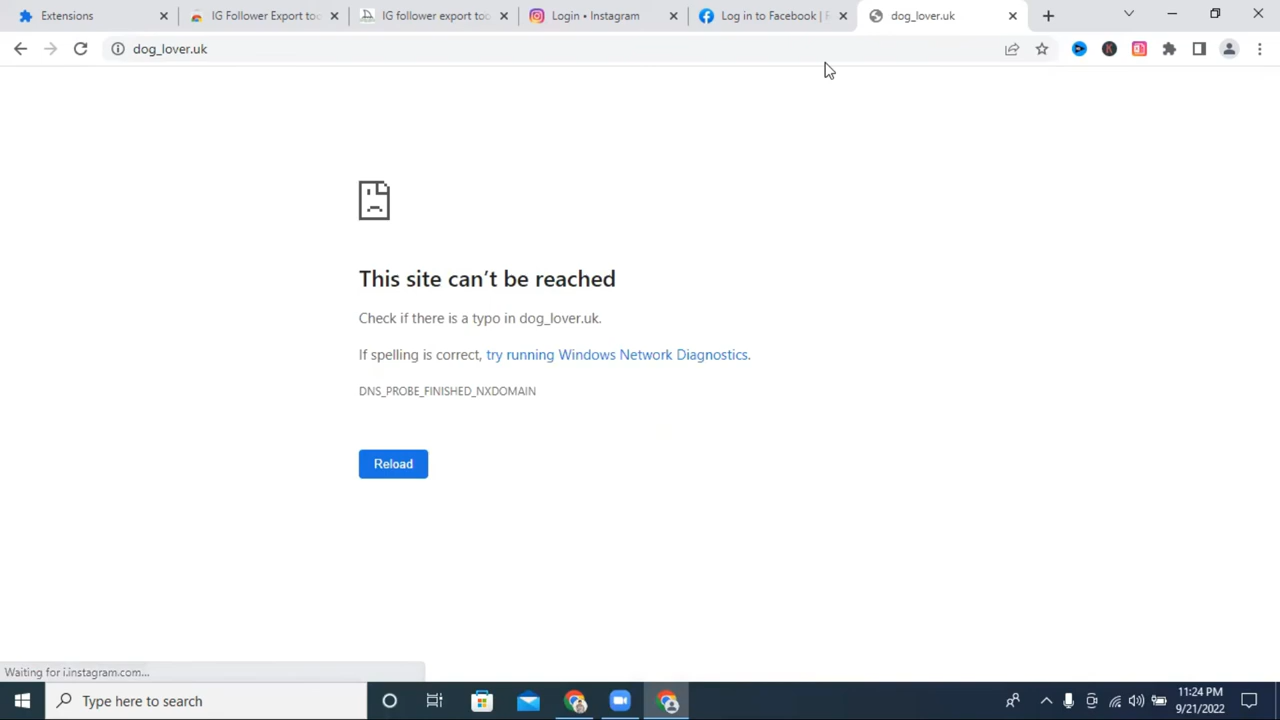 Extensions
IG Follower Export too
IG follower export too
Login • Instagram
Log in to Facebook | F
dog_lover.uk
dog_lover.uk
This site can't be reached
Check if there is a typo in dog_lover.uk.
If spelling is correct, try running Windows Network Diagnostics.
DNS_PROBE_FINISHED_NXDOMAIN
Reload
Waiting for i.instagram.com...
Type here to search
11:24 PM
9/21/2022